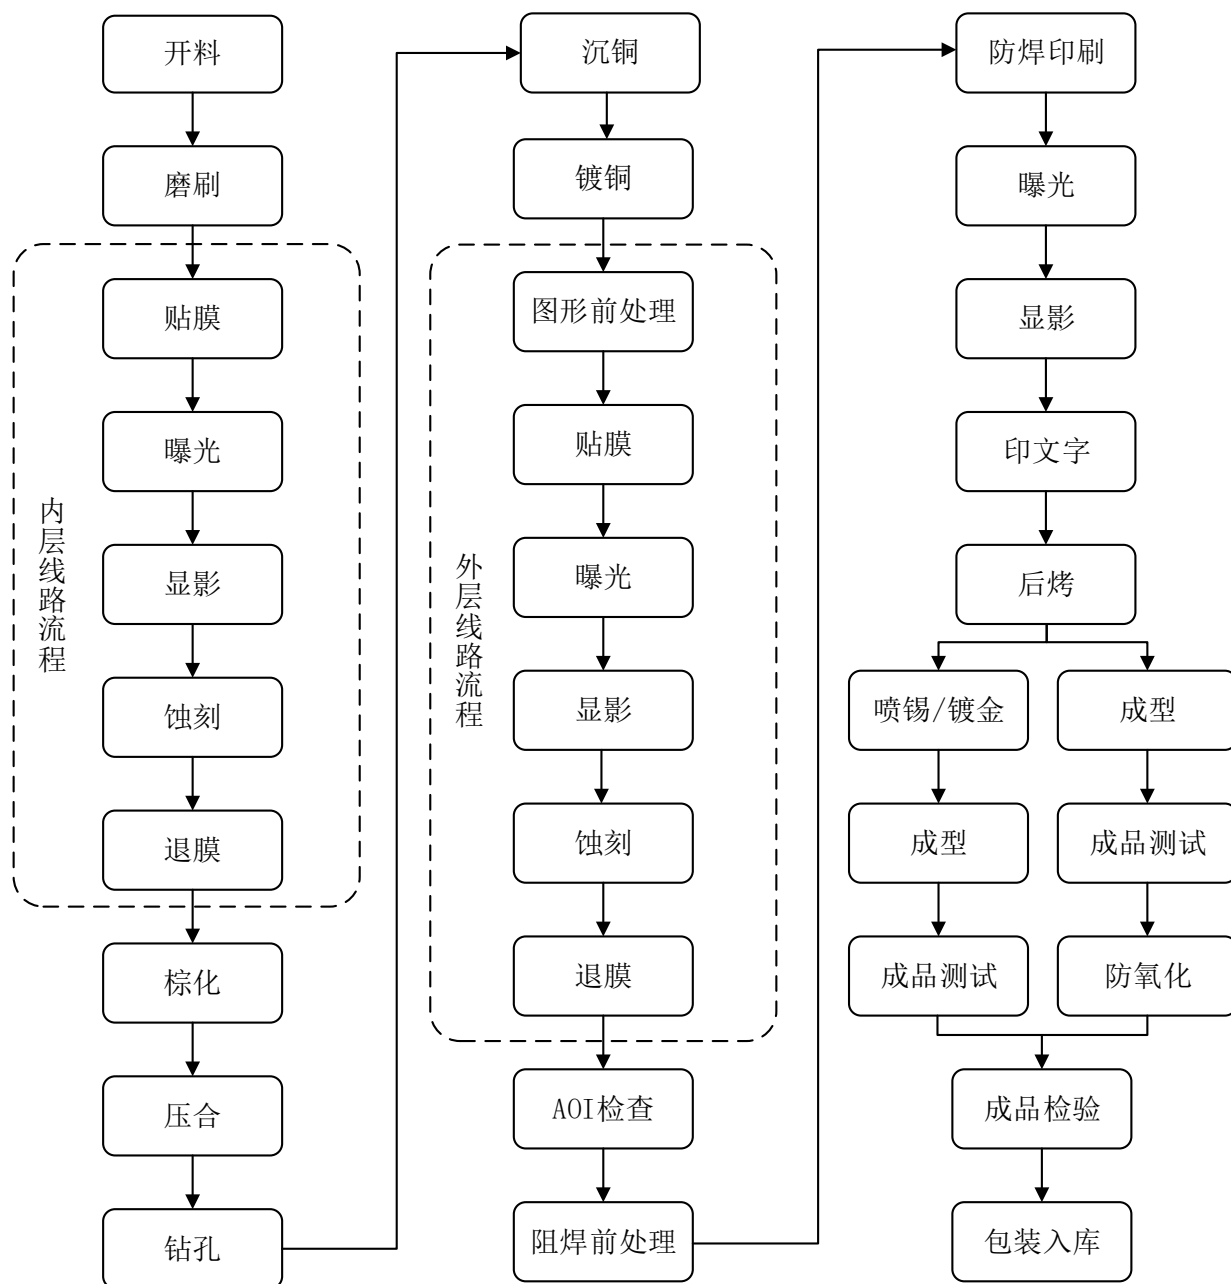 开料
磨刷
内层线路流程
贴膜
曝光
显影
蚀刻
退膜
棕化
压合
钻孔
沉铜
镀铜
外层线路流程
图形前处理
贴膜
曝光
显影
蚀刻
退膜
AOI检查
阻焊前处理
防焊印刷
曝光
显影
印文字
后烤
喷锡/镀金
成型
成品测试
成型
成品测试
防氧化
成品检验
包装入库